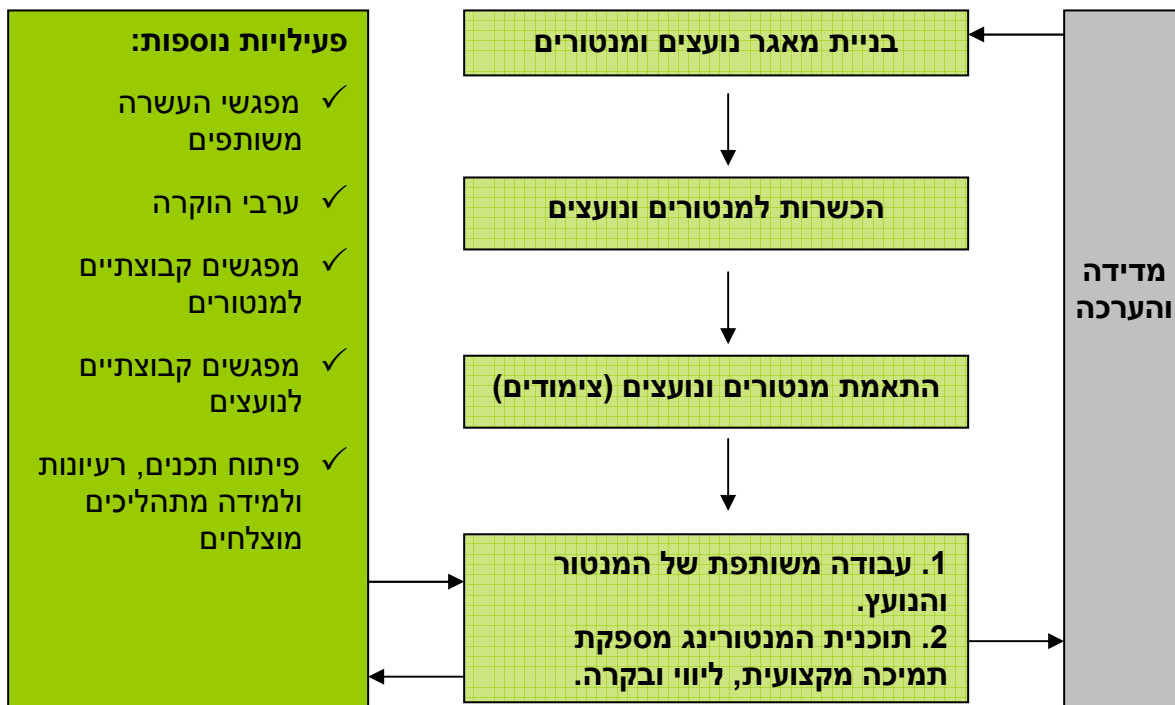 בניית מאגר נועצים ומנטורים
הכשרות למנטורים ונועצים
התאמת מנטורים ונועצים (צימודים)
1. עבודה משותפת של המנטור
והנועץ.
2. תוכנית המנטורינג מספקת
תמיכה מקצועית, ליווי ובקרה.
מדידה
והערכה
פעילויות נוספות:
✓ מפגשי העשרה
משותפים
✓ ערבי הוקרה
✓ מפגשים קבוצתיים
למנטורים
✓ מפגשים קבוצתיים
לנועצים
✓ פיתוח תכנים, רעיונות
ולמידה מתהליכים
מוצלחים